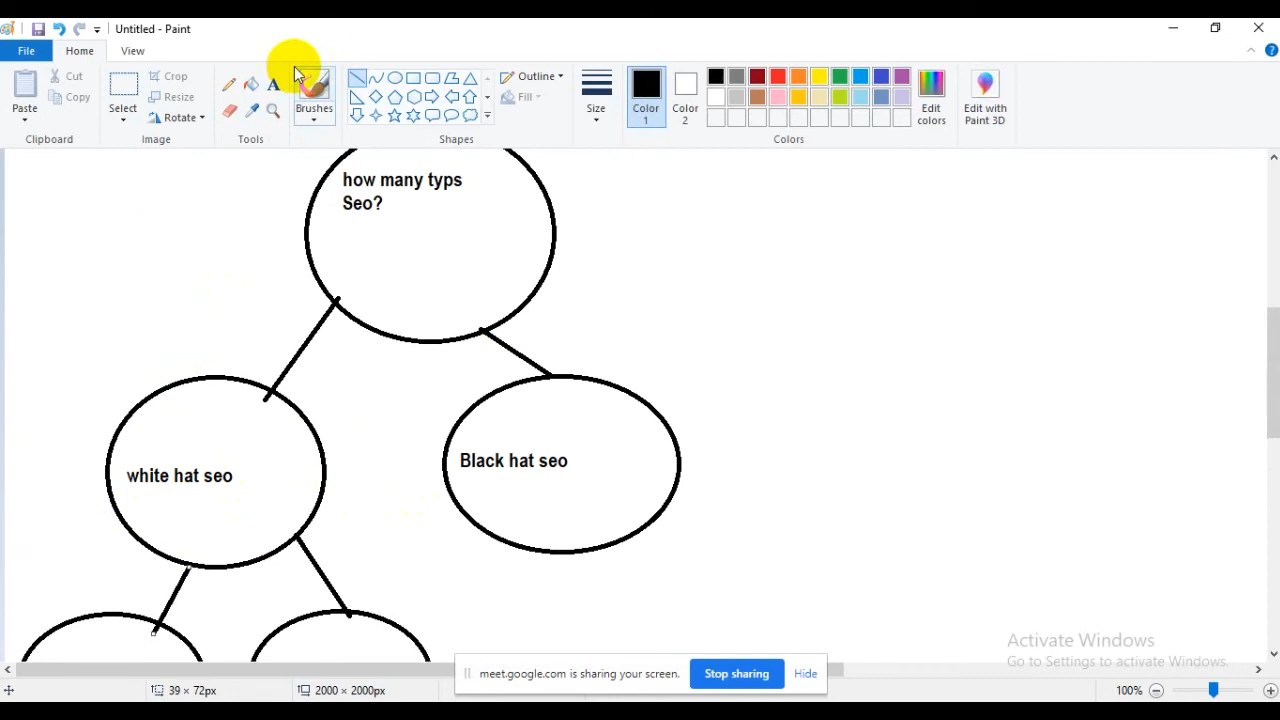 Untitled - Paint
File
Home
View
Paste
Cut
Copy
Clipboard
Select
Crop
Resize
Rotate
Image
A
Tools
Brushes
Shapes
Outline
Fill
Size
Color
1
Color
2
Colors
Edit
colors
Edit with
Paint 3D
how many typs
Seo?
white hat seo
Black hat seo
Activate Windows
Go to Settings to activate Windows.
meet.google.com is sharing your screen.
Stop sharing
Hide
39 × 72px
2000 × 2000px
100%